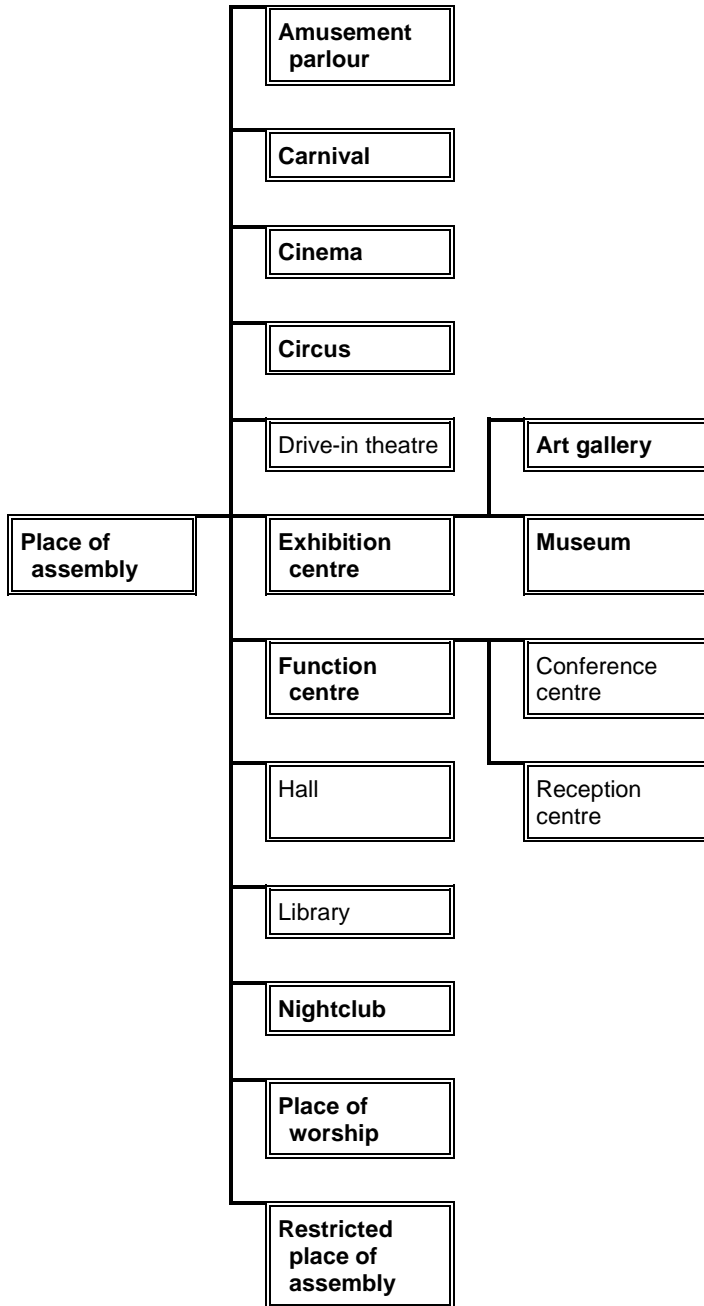 Amusement
parlour
Carnival
Cinema
Circus
Drive-in theatre
Art gallery
Place of
assembly
Exhibition
centre
Museum
Function
centre
Conference
centre
Hall
Reception
centre
Library
Nightclub
Place of
worship
Restricted
place of
assembly